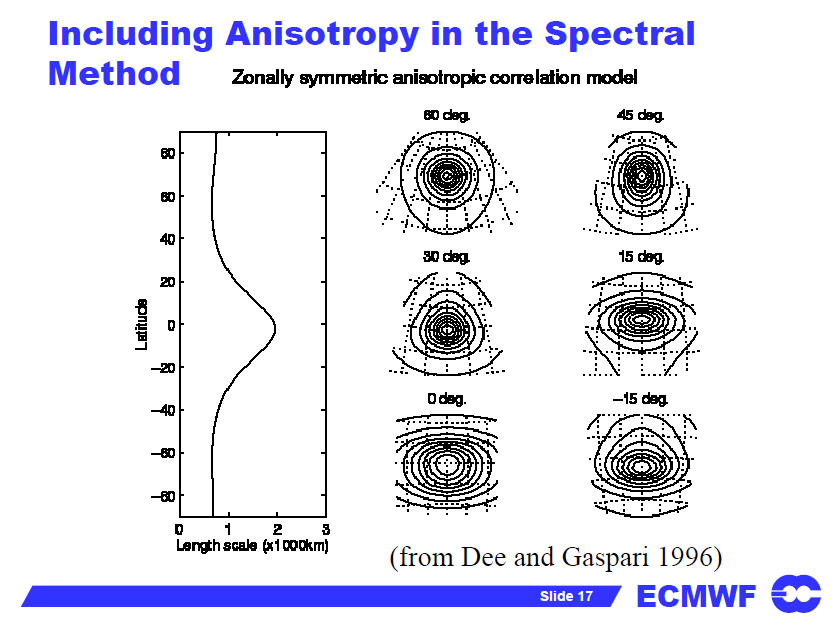 Including Anisotropy in the Spectral
Method
Zonally symmetric anisotropic correlation model
60 deg.
45 deg.
30 deg.
15 deg.
0 deg.
−15 deg.
80
60
40
20
0
−20
−40
−60
−80
Latitude
0 1 2 3
Length scale (x1000km)
(from Dee and Gaspari 1996)
Slide 17
ECMWF